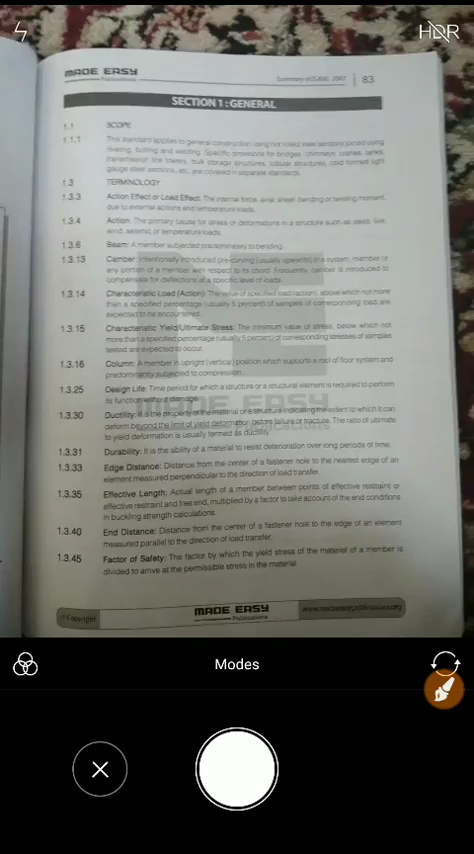 HDR
MADE EASY
Publications
Summary of IS 800 : 2007 | 83
SECTION 1 : GENERAL
1.1 SCOPE
1.1.1 This standard applies to general construction using hot rolled steel sections joined using
riveting, bolting and welding. Specific provisions for bridges, chimneys, cranes, tanks,
transmission line towers, bulk storage structures, tubular structures, cold formed light
gauge steel sections, etc. are covered in separate standards.
1.3 TERMINOLOGY
1.3.3 Action Effect or Load Effect: The internal force, axial, shear, bending or twisting moment,
due to external actions and temperature loads.
1.3.4 Action: The primary cause for stress or deformations in a structure such as dead, live,
wind, seismic or temperature loads.
1.3.6 Beam: A member subjected predominately to bending.
1.3.13 Camber: Intentionally introduced pre-curving (usually upwards) in a system, member or
any portion of a member with respect to its chord. Frequently, camber is introduced to
compensate for deflections at a specific level of loads.
1.3.14 Characteristic Load (Action): The value of specified load (action), above which not more
than a specified percentage (usually 5 percent) of samples of corresponding load are
expected to be encountered.
1.3.15 Characteristic Yield/Ultimate Stress: The minimum value of stress, below which not
more than a specified percentage (usually 5 percent) of corresponding stresses of samples
tested are expected to occur.
1.3.16 Column: A member in upright (vertical) position which supports a roof of floor system and
predominantly subjected to compression.
1.3.25 Design Life: Time period for which a structure or a structural element is required to perform
its function without damage.
1.3.30 Ductility: It is the property of the material or a structure indicating the extent to which it can
deform beyond the limit of yield deformation before failure or fracture. The ratio of ultimate
to yield deformation is usually termed as ductility.
1.3.31 Durability: It is the ability of a material to resist deterioration over long periods of time.
1.3.33 Edge Distance: Distance from the center of a fastener hole to the nearest edge of an
element measured perpendicular to the direction of load transfer.
1.3.35 Effective Length: Actual length of a member between points of effective restraint or
effective restraint and free end, multiplied by a factor to take account of the end conditions
in buckling strength calculations.
1.3.40 End Distance: Distance from the center of a fastener hole to the edge of an element
measured parallel to the direction of load transfer.
1.3.45 Factor of Safety: The factor by which the yield stress of the material of a member is
divided to arrive at the permissible stress in the material.
MADE EASY
© Copyright
MADE EASY
Publications
www.madeeasypublications.org
Modes